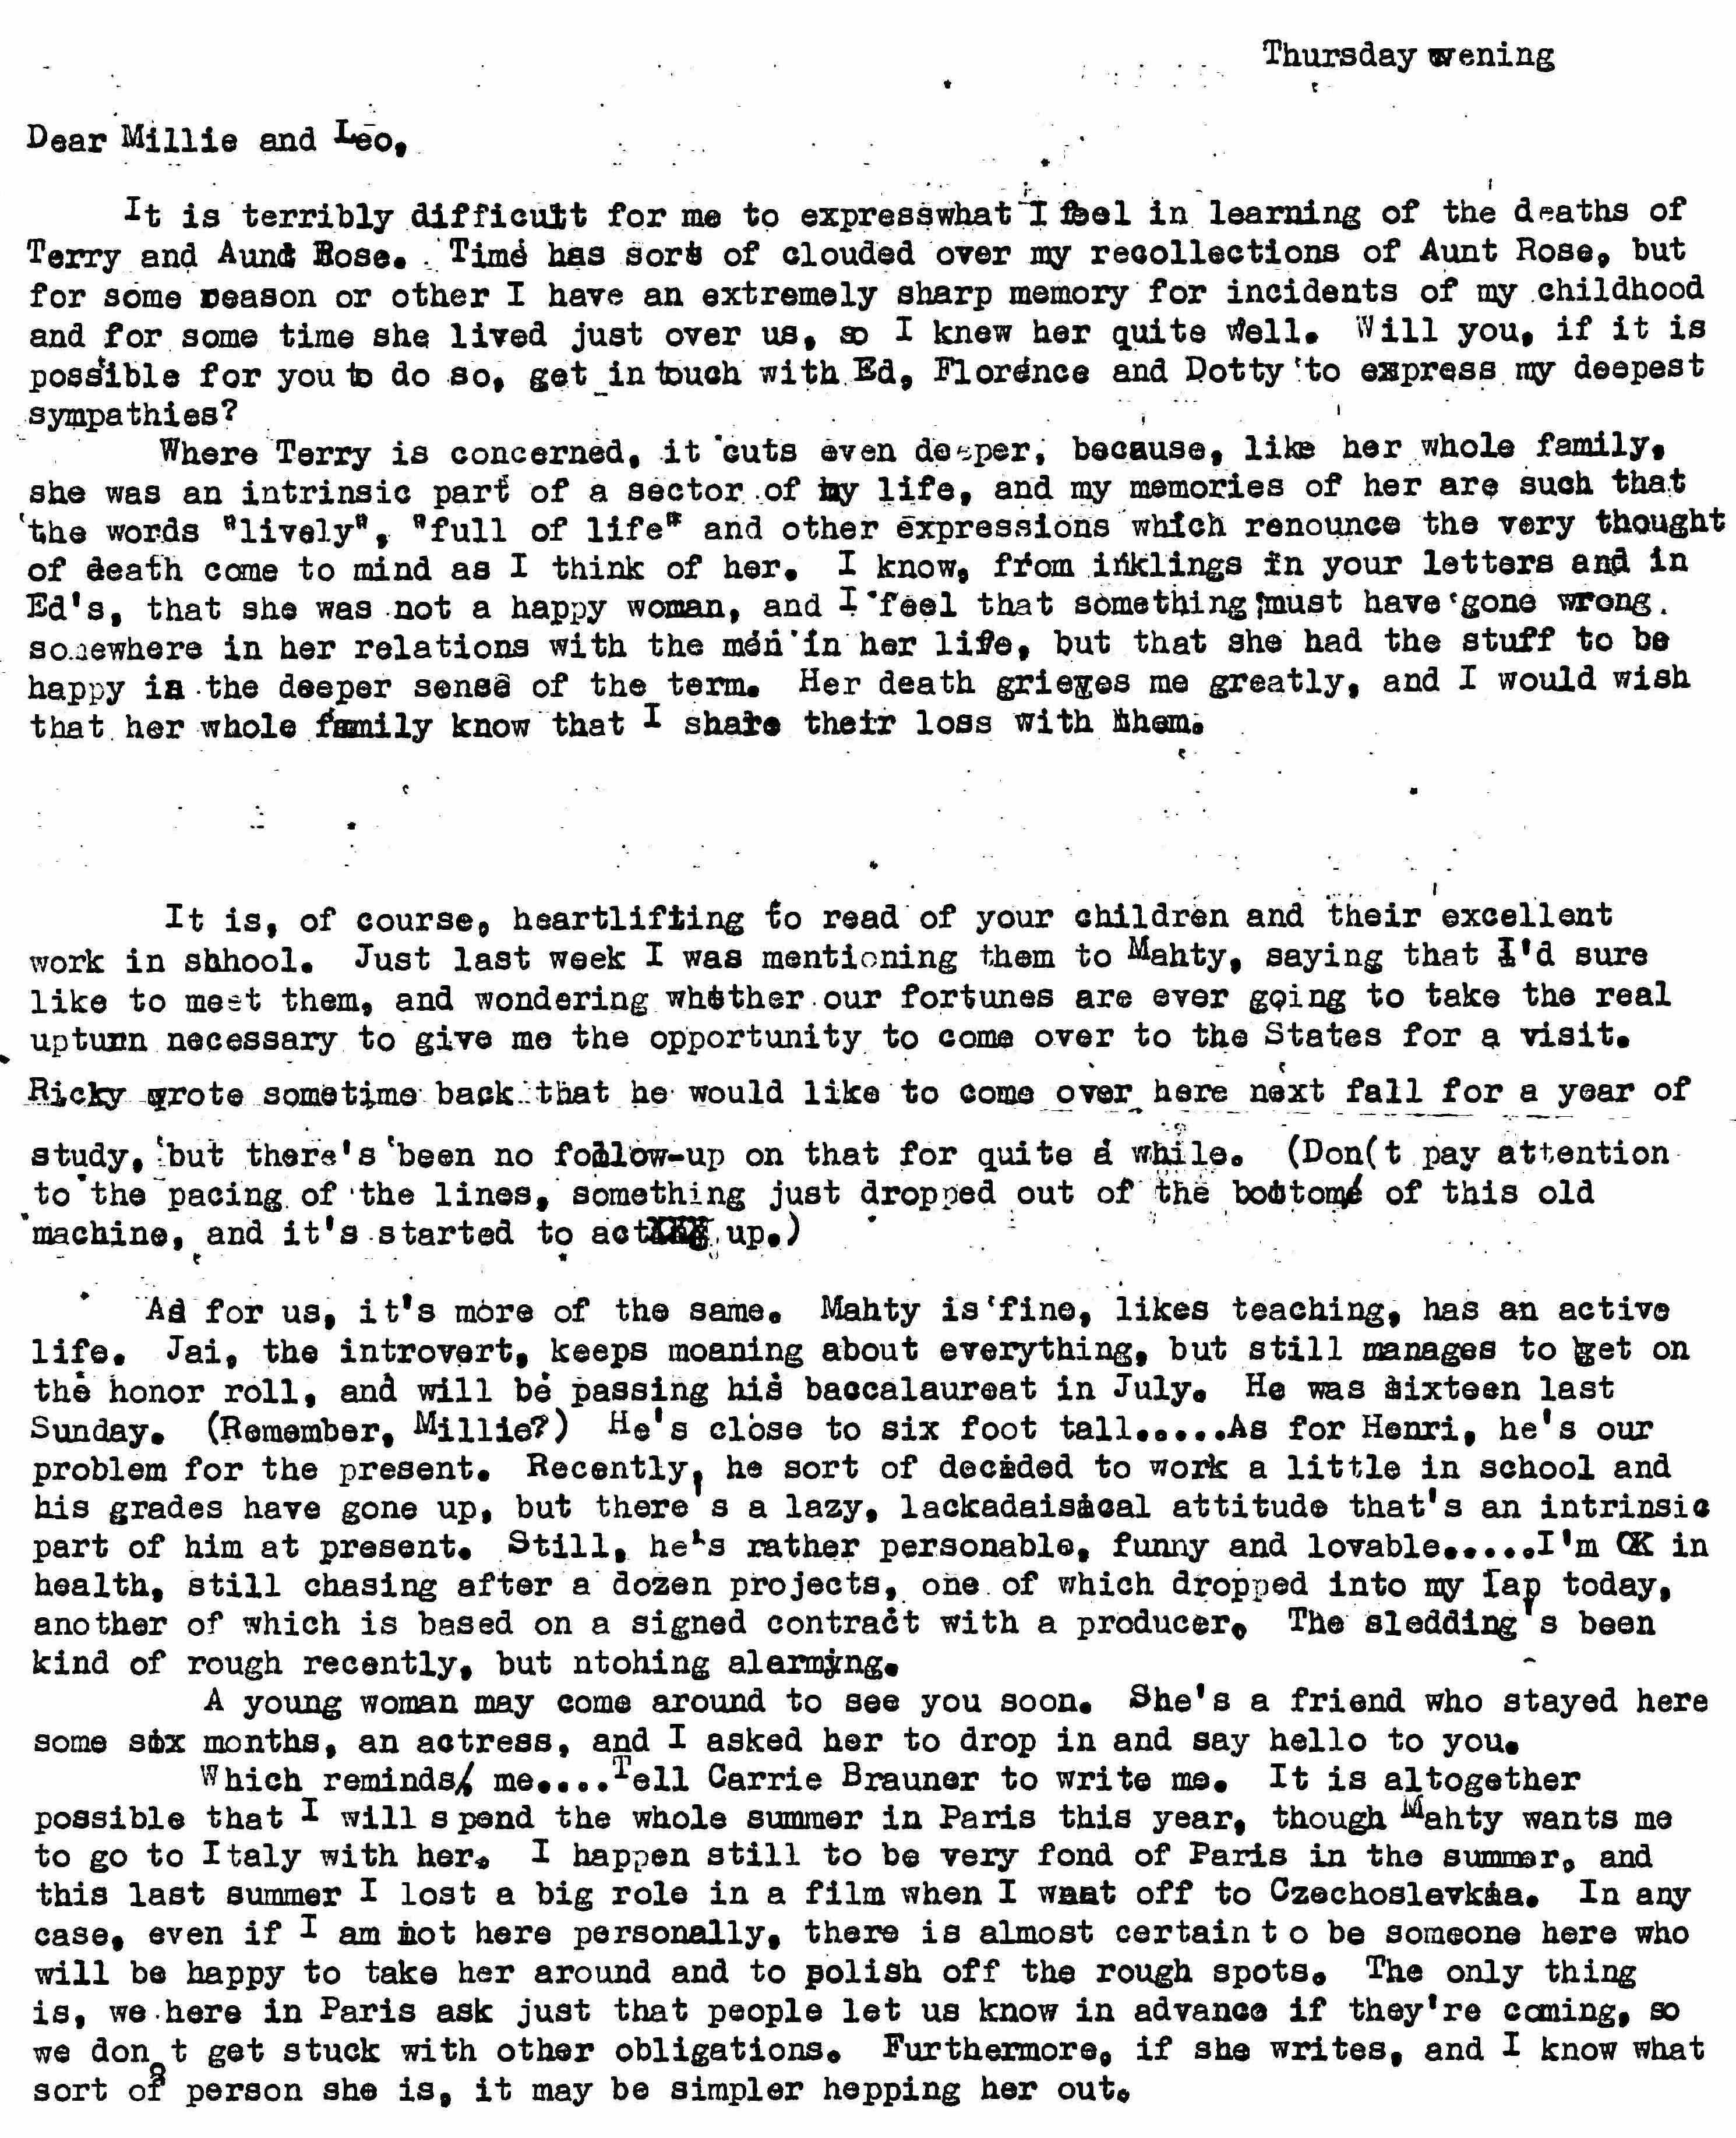 Thursday evening
Dear Millie and Leo,
It is terribly difficult for me to expresswhat I feel in learning of the deaths of
Terry and Aunt Rose. Time has sort of clouded over my recollections of Aunt Rose, but
for some reason or other I have an extremely sharp memory for incidents of my childhood
and for some time she lived just over us, so I knew her quite well. Will you, if it is
possible for you to do so, get in touch with Ed, Florence and Dotty to express my deepest
sympathies?
Where Terry is concerned, it cuts even deeper, because, like her whole family,
she was an intrinsic part of a sector of my life, and my memories of her are such that
the words "lively", "full of life" and other expressions which renounce the very thought
of death come to mind as I think of her. I know, from inklings in your letters and in
Ed's, that she was not a happy woman, and I feel that something must have gone wrong
somewhere in her relations with the men in her life, but that she had the stuff to be
happy in the deeper sense of the term. Her death grieves me greatly, and I would wish
that her whole family know that I share their loss with them.
It is, of course, heartlifting to read of your children and their excellent
work in shhool. Just last week I was mentioning them to Mahty, saying that I'd sure
like to meet them, and wondering whether our fortunes are ever going to take the real
upturn necessary to give me the opportunity to come over to the States for a visit.
Ricky wrote sometime back that he would like to come over here next fall for a year of
study, but there's been no follow-up on that for quite a while. (Don(t pay attention
to the pacing of the lines, something just dropped out of the bottom of this old
machine, and it's started to act up.)
As for us, it's more of the same. Mahty is fine, likes teaching, has an active
life. Jai, the introvert, keeps moaning about everything, but still manages to get on
the honor roll, and will be passing his baccalaureat in July. He was sixteen last
Sunday. (Remember, Millie?) He's close to six foot tall.....As for Henri, he's our
problem for the present. Recently, he sort of decided to work a little in school and
his grades have gone up, but there's a lazy, lackadaisical attitude that's an intrinsic
part of him at present. Still, he's rather personable, funny and lovable.....I'm OK in
health, still chasing after a dozen projects, one of which dropped into my lap today,
another of which is based on a signed contract with a producer. The sledding's been
kind of rough recently, but ntohing alarming.
A young woman may come around to see you soon. She's a friend who stayed here
some six months, an actress, and I asked her to drop in and say hello to you.
Which reminds me....Tell Carrie Brauner to write me. It is altogether
possible that I will spend the whole summer in Paris this year, though Mahty wants me
to go to Italy with her. I happen still to be very fond of Paris in the summer, and
this last summer I lost a big role in a film when I went off to Czechoslavkia. In any
case, even if I am not here personally, there is almost certain t o be someone here who
will be happy to take her around and to polish off the rough spots. The only thing
is, we here in Paris ask just that people let us know in advance if they're coming, so
we don't get stuck with other obligations. Furthermore, if she writes, and I know what
sort of person she is, it may be simpler hepping her out.